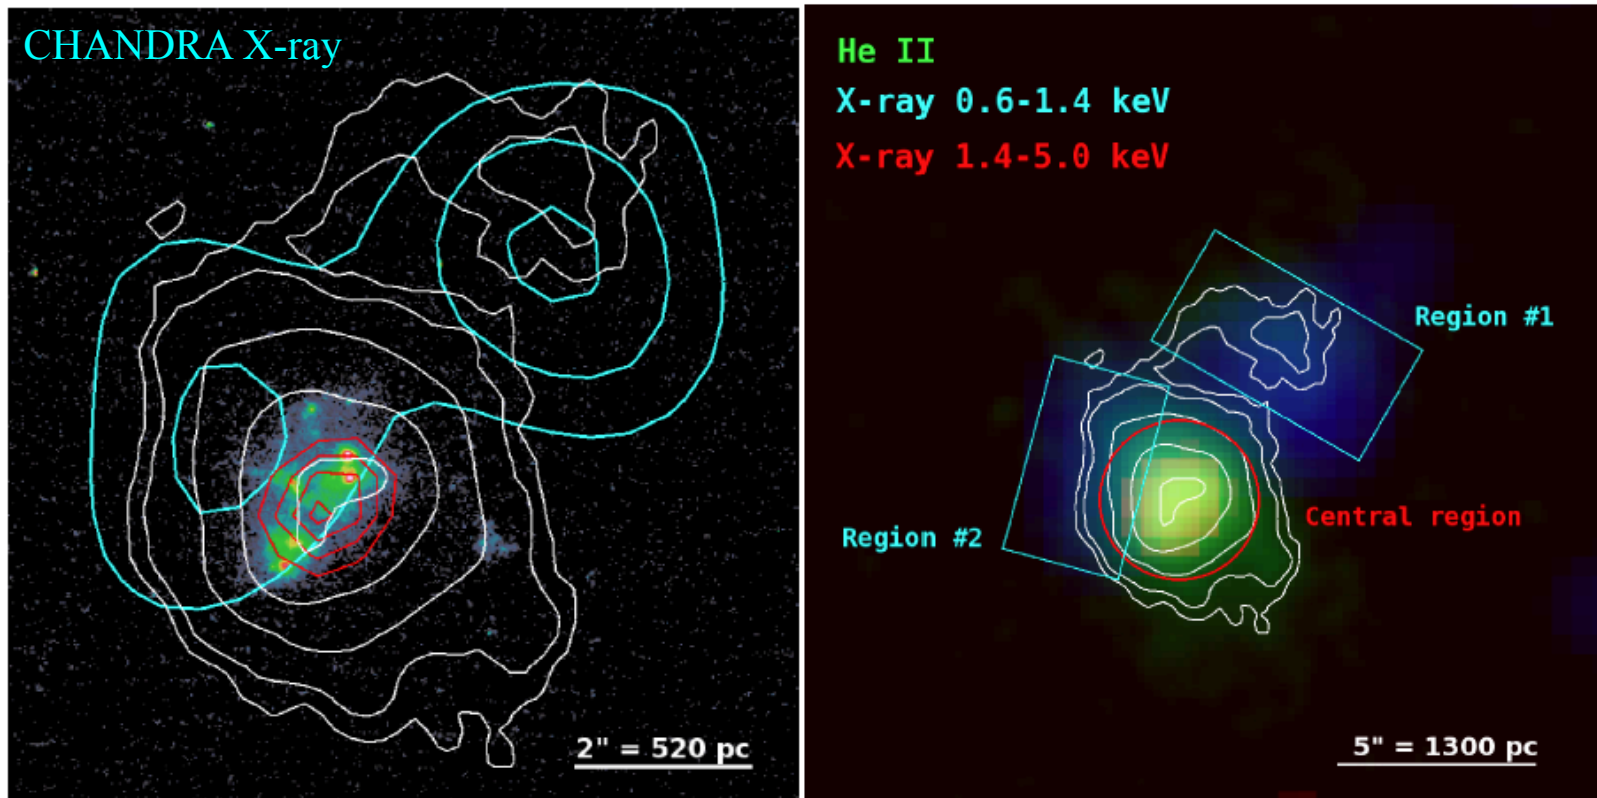 CHANDRA X-ray
2" = 520 pc
He II
X-ray 0.6-1.4 keV
X-ray 1.4-5.0 keV
Region #1
Central region
Region #2
5" = 1300 pc